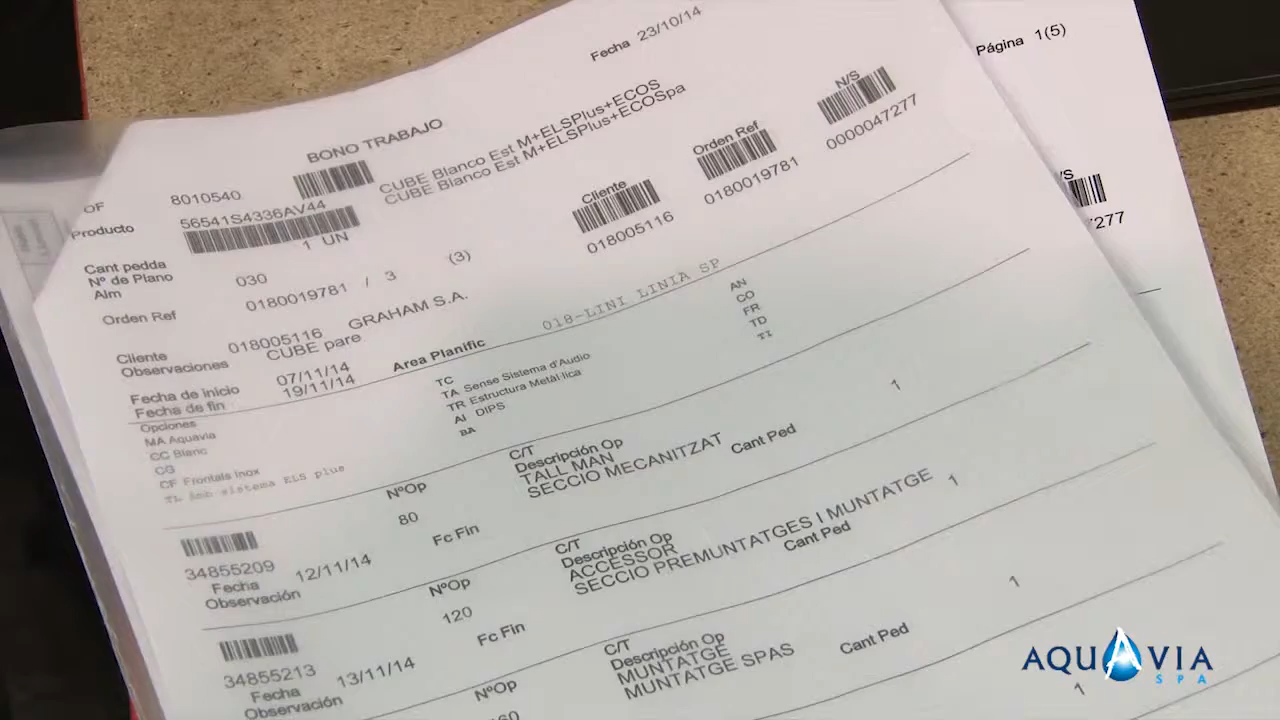 Fecha 23/10/14
Página 1(5)
BONO TRABAJO
N/S
OF 8010540 CUBE Blanco Est M+ELSPlus+ECOS
CUBE Blanco Est M+ELSPlus+ECOSpa
Orden Ref 0000047277
Producto 56541S4336AV44
Cliente 0180019781
1 UN 018005116
Cant pedda
Nº de Plano
Alm 030
Orden Ref 0180019781 / 3 (3)
Cliente 018005116 GRAHAM S.A.
Observaciones CUBE pare
018-LINI LINIA SP
Fecha de inicio 07/11/14 Area Planific
Fecha de fin 19/11/14
Opciones
MA Aquavia
CC Blanc
CG
CF Frontals Inox
TL amb sistema ELS plus
TC
TA Sense Sistema d'Audio
TR Estructura Metàl·lica
AI DIPS
BA
AN
CO
FR
TD
TI
NºOp
C/T
Descripción Op
TALL MAN
SECCIO MECANITZAT
Cant Ped 1
34855209 80
Fecha 12/11/14 Fc Fin
Observación
NºOp
C/T
Descripción Op
ACCESSOR
SECCIO PREMUNTATGES I MUNTATGE
Cant Ped 1
34855213 120
Fecha 13/11/14 Fc Fin
Observación
NºOp
C/T
Descripción Op
MUNTATGE
MUNTATGE SPAS
Cant Ped 1
1
/S
277
AQUAVIA
SPA